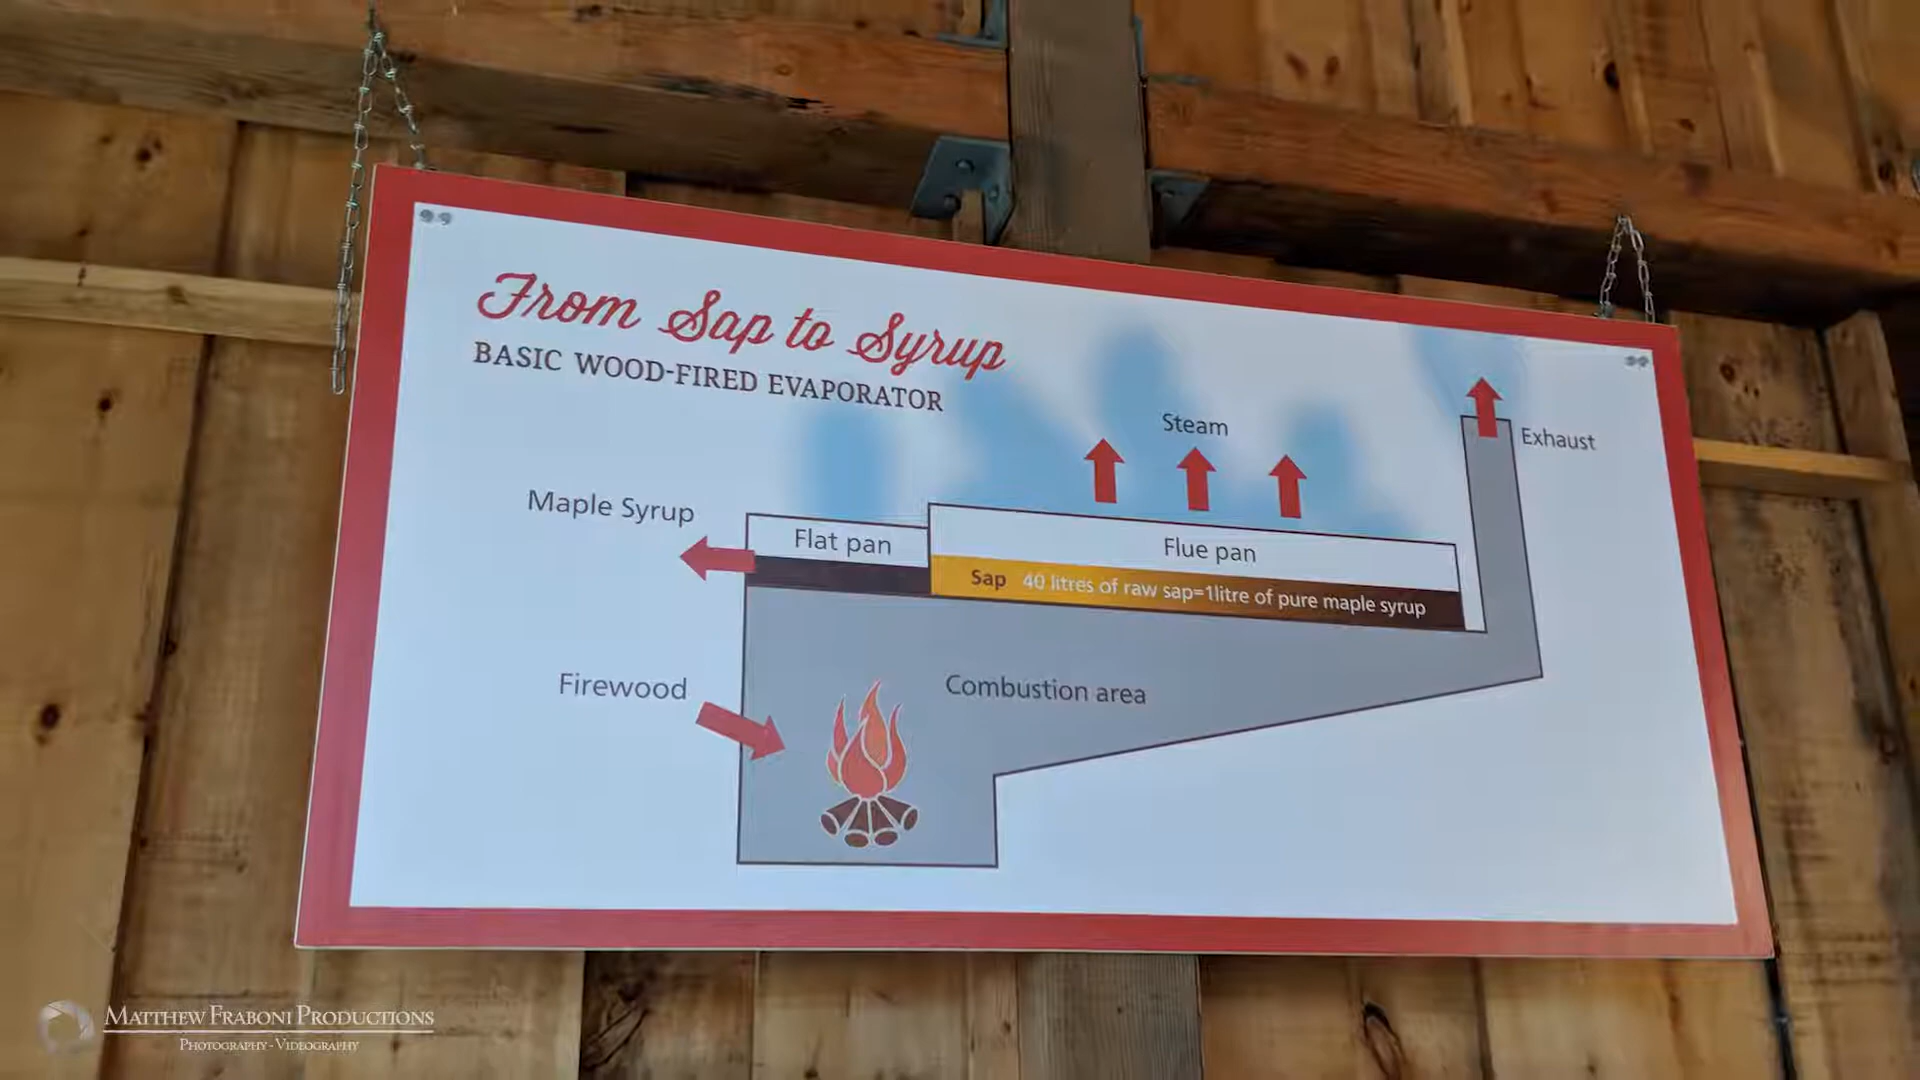 From Sap to Syrup
BASIC WOOD-FIRED EVAPORATOR
Steam
Exhaust
Maple Syrup
Flat pan
Flue pan
Sap 40 litres of raw sap=1litre of pure maple syrup
Firewood
Combustion area
MATTHEW FRABONI PRODUCTIONS
PHOTOGRAPHY - VIDEOGRAPHY